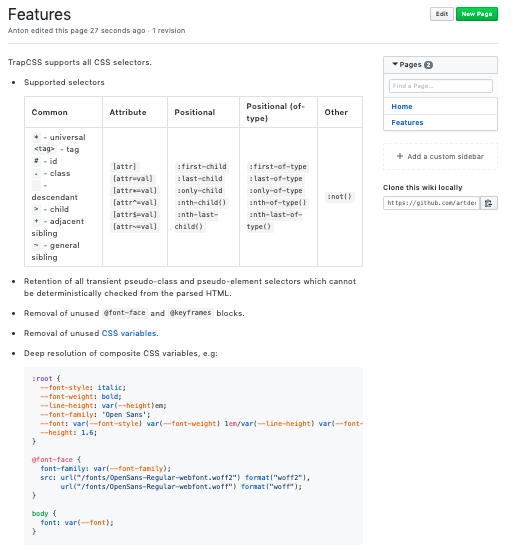 Features
Edit
New Page
Anton edited this page 27 seconds ago · 1 revision
TrapCSS supports all CSS selectors.
• Supported selectors
Common
Attribute
Positional
Positional (of-
type)
Other
* - universal
<tag> - tag
# - id
. - class
-
descendant
> - child
+ - adjacent
sibling
~ - general
sibling
[attr]
[attr=val]
[attr*=val]
[attr^=val]
[attr$=val]
[attr~=val]
:first-child
:last-child
:only-child
:nth-child()
:nth-last-
child()
:first-of-type
:last-of-type
:only-of-type
:nth-of-type()
:nth-last-of-
type()
:not()
• Retention of all transient pseudo-class and pseudo-element selectors which cannot
be deterministically checked from the parsed HTML.
• Removal of unused @font-face and @keyframes blocks.
• Removal of unused CSS variables.
• Deep resolution of composite CSS variables, e.g:
:root {
--font-style: italic;
--font-weight: bold;
--line-height: var(--height)em;
--font-family: 'Open Sans';
--font: var(--font-style) var(--font-weight) 1em/var(--line-height) var(--font-
--height: 1.6;
}
@font-face {
font-family: var(--font-family);
src: url("/fonts/OpenSans-Regular-webfont.woff2") format("woff2"),
url("/fonts/OpenSans-Regular-webfont.woff") format("woff");
}
body {
font: var(--font);
}
Pages 2
Find a Page...
Home
Features
+ Add a custom sidebar
Clone this wiki locally
https://github.com/artde